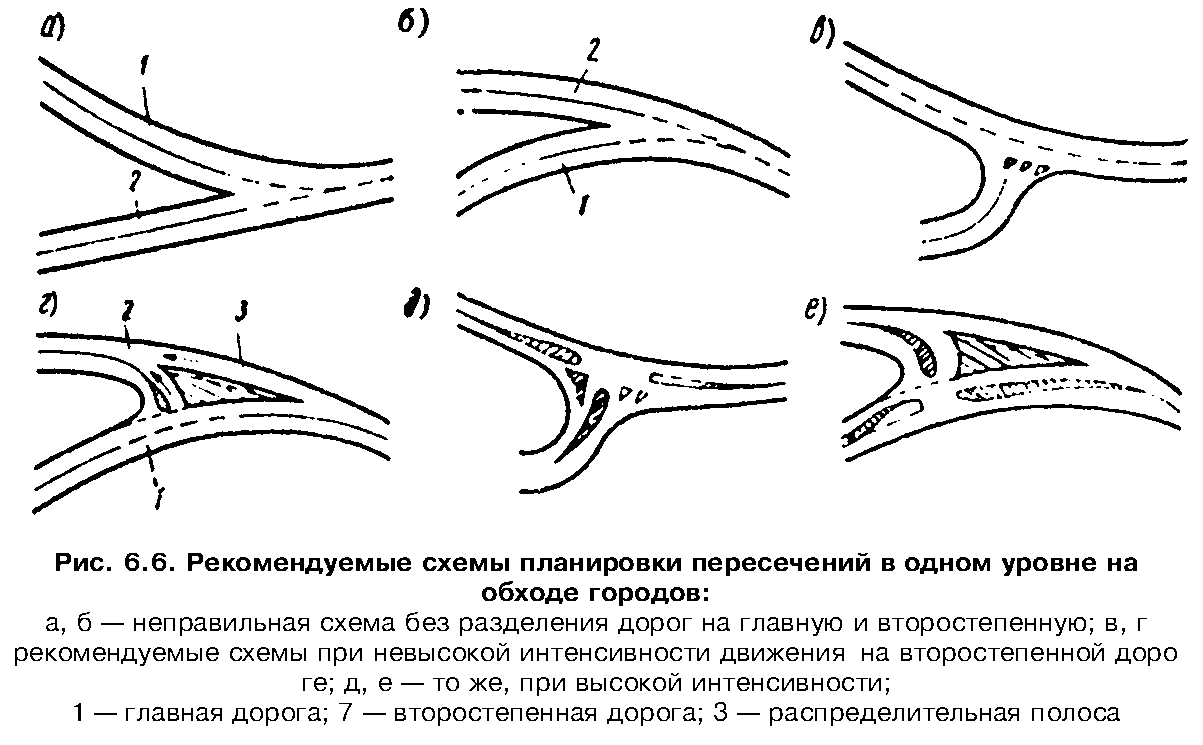 а)
б)
в)
1
2
2
1
г)
2
3
д)
е)
1
Рис. 6.6. Рекомендуемые схемы планировки пересечений в одном уровне на
обходе городов:
а, б — неправильная схема без разделения дорог на главную и второстепенную; в, г
рекомендуемые схемы при невысокой интенсивности движения на второстепенной доро
ге; д, е — то же, при высокой интенсивности;
1 — главная дорога; 7 — второстепенная дорога; 3 — распределительная полоса